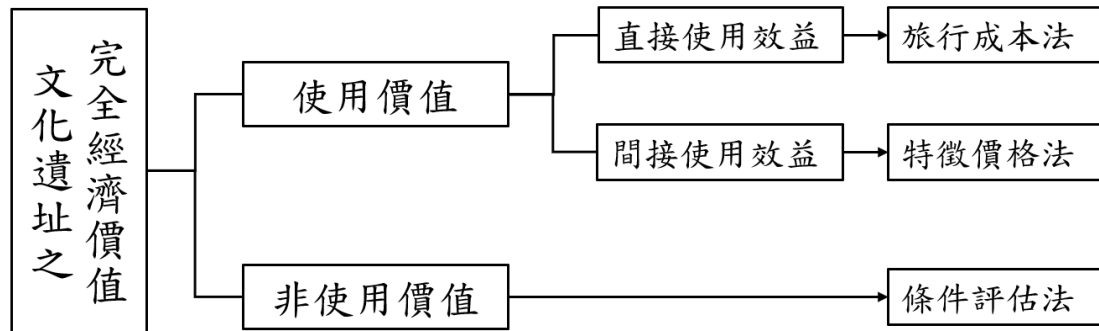 文化遺址之
完全經濟價值
使用價值
直接使用效益
旅行成本法
間接使用效益
特徵價格法
非使用價值
條件評估法